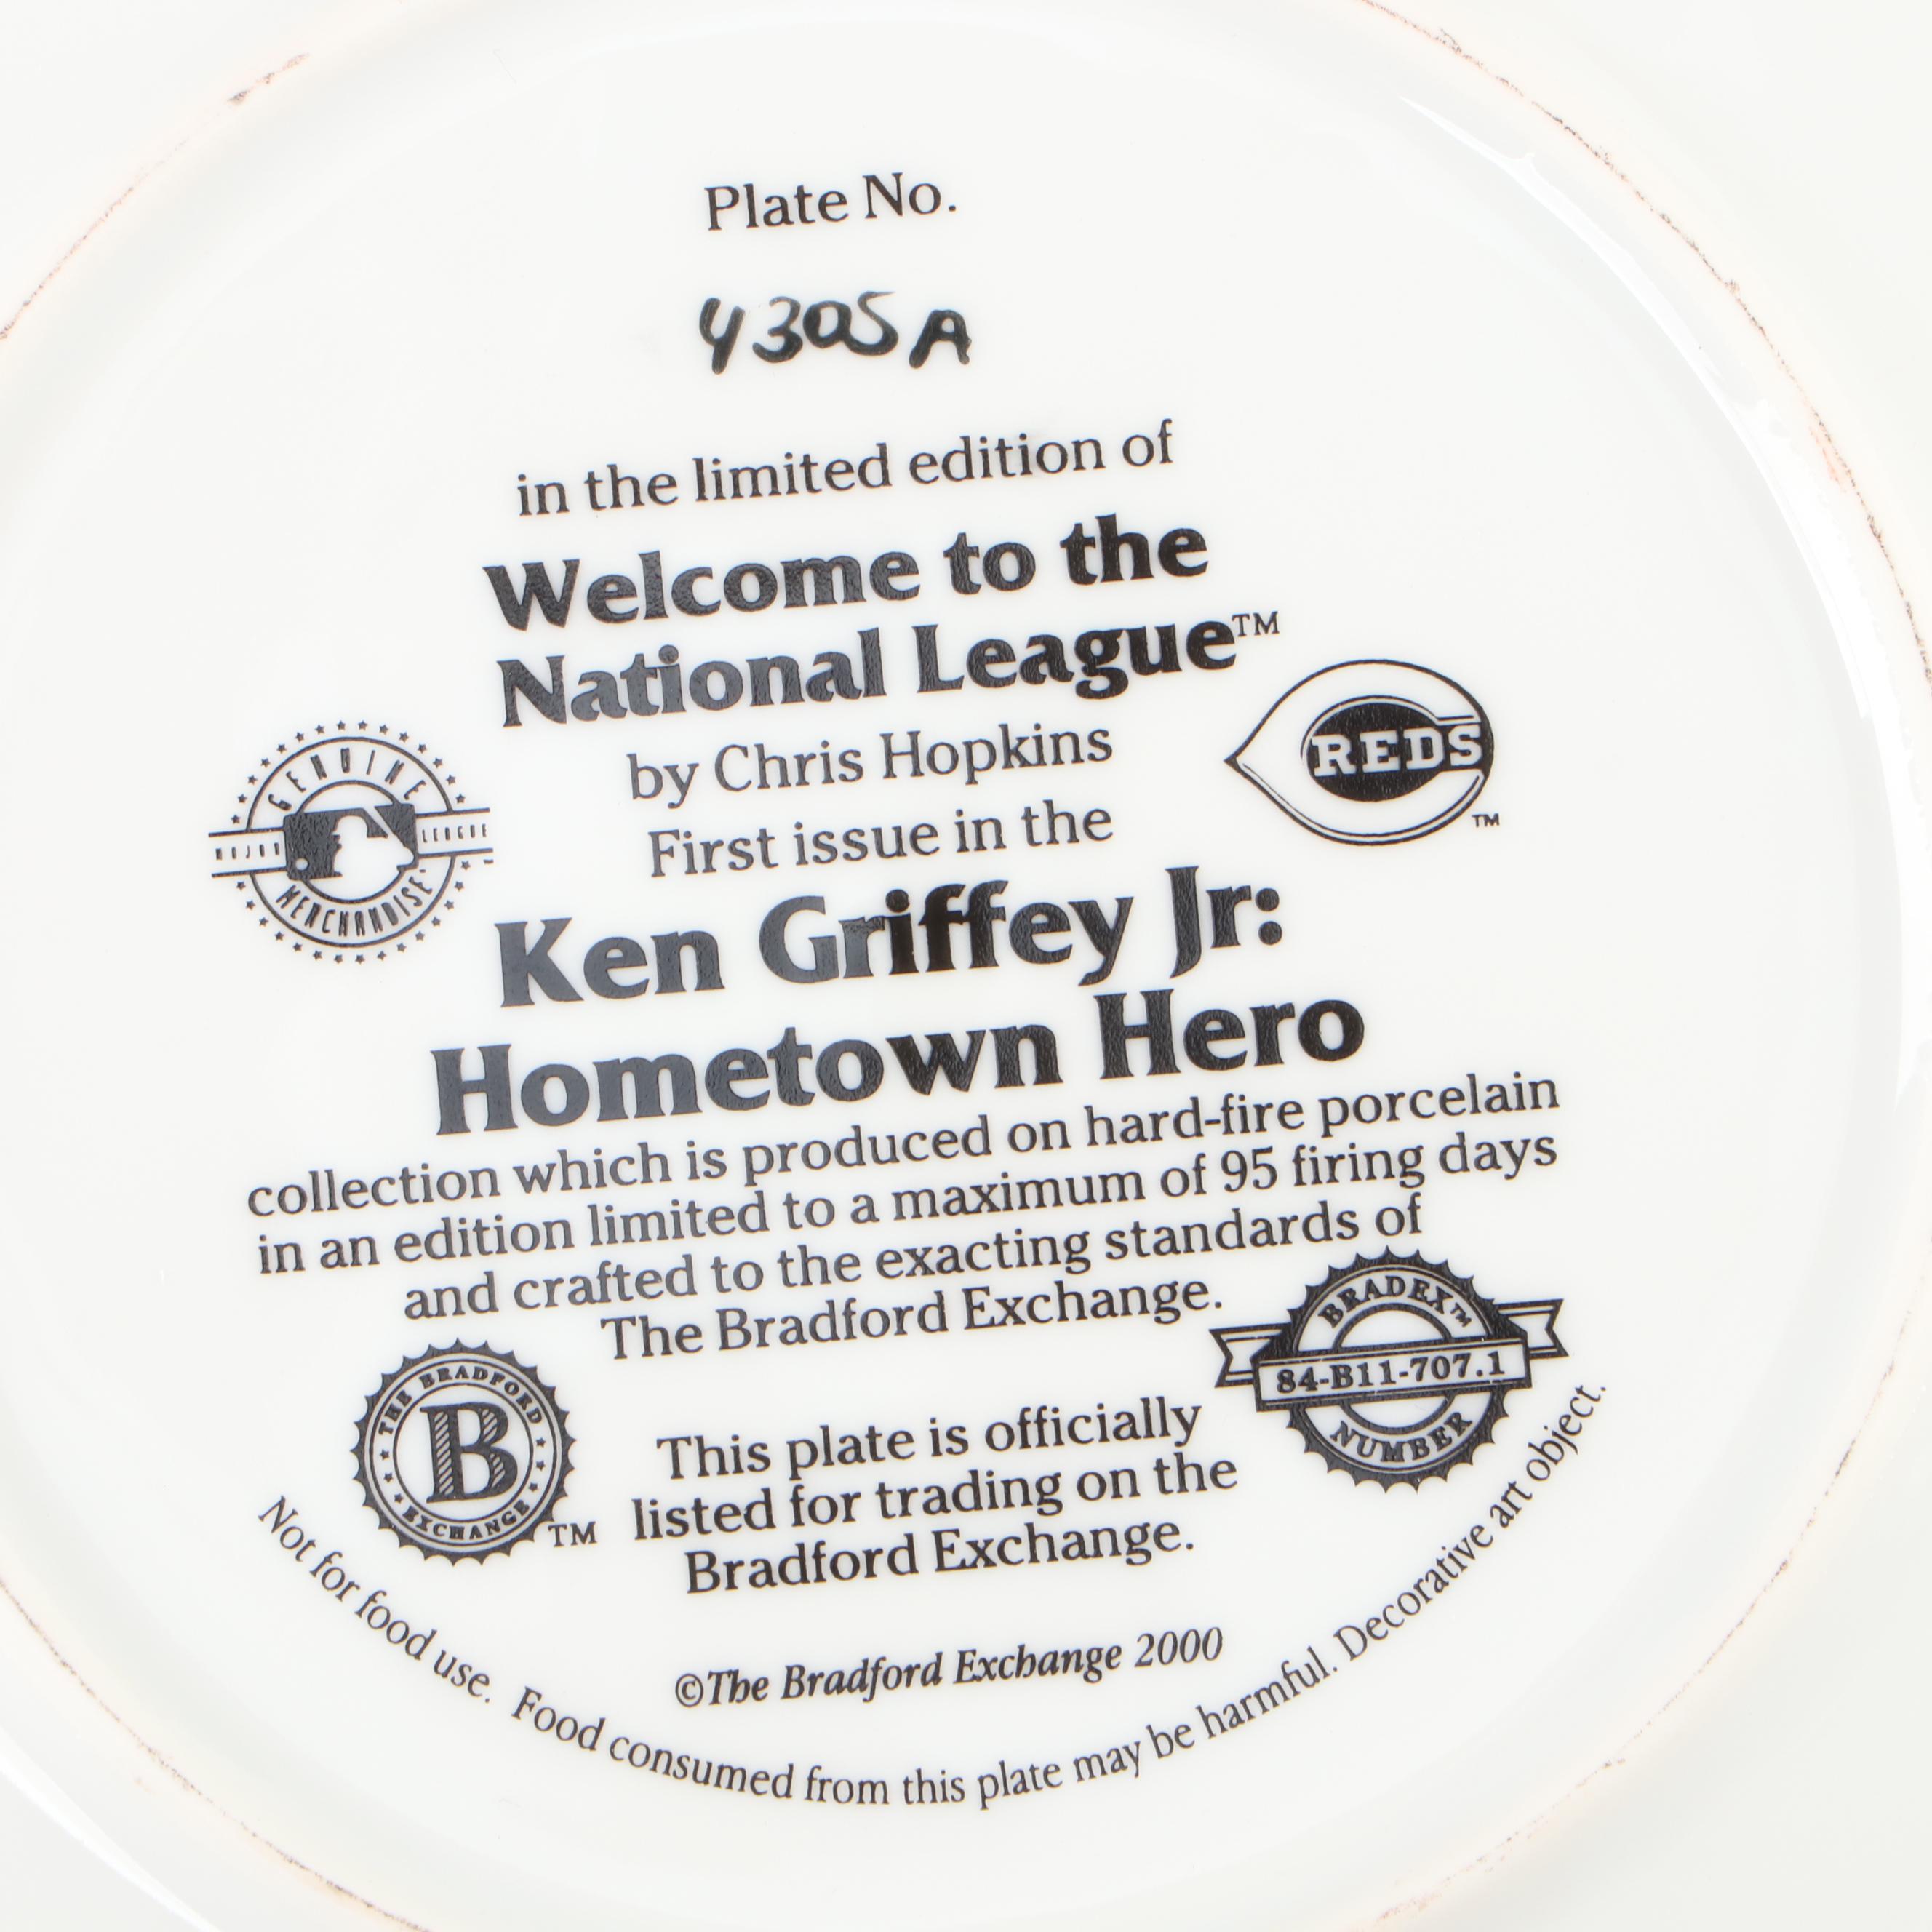 Plate No.
4305A
in the limited edition of
Welcome to the
National League™
by Chris Hopkins
First issue in the
Ken Griffey Jr:
Hometown Hero
collection which is produced on hard-fire porcelain
in an edition limited to a maximum of 95 firing days
and crafted to the exacting standards of
The Bradford Exchange.
This plate is officially
listed for trading on the
Bradford Exchange.
©The Bradford Exchange 2000
Not for food use. Food consumed from this plate may be harmful. Decorative art object.
GENUINE
MAJOR LEAGUE
MERCHANDISE
REDS
™
THE BRADFORD
B
EXCHANGE
™
BRADEX™
84-B11-707.1
NUMBER